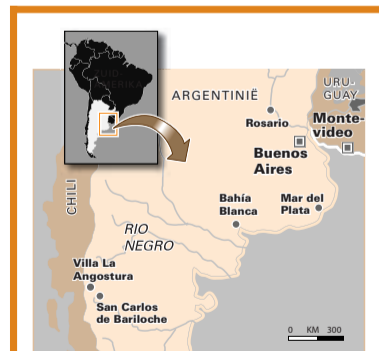 ZUID-
AMERIKA
ARGENTINIË
URU-
GUAY
Rosario
Monte-
video
Buenos
Aires
CHILI
Bahía
Blanca
Mar del
Plata
RIO
NEGRO
Villa La
Angostura
San Carlos
de Bariloche
0 KM 300